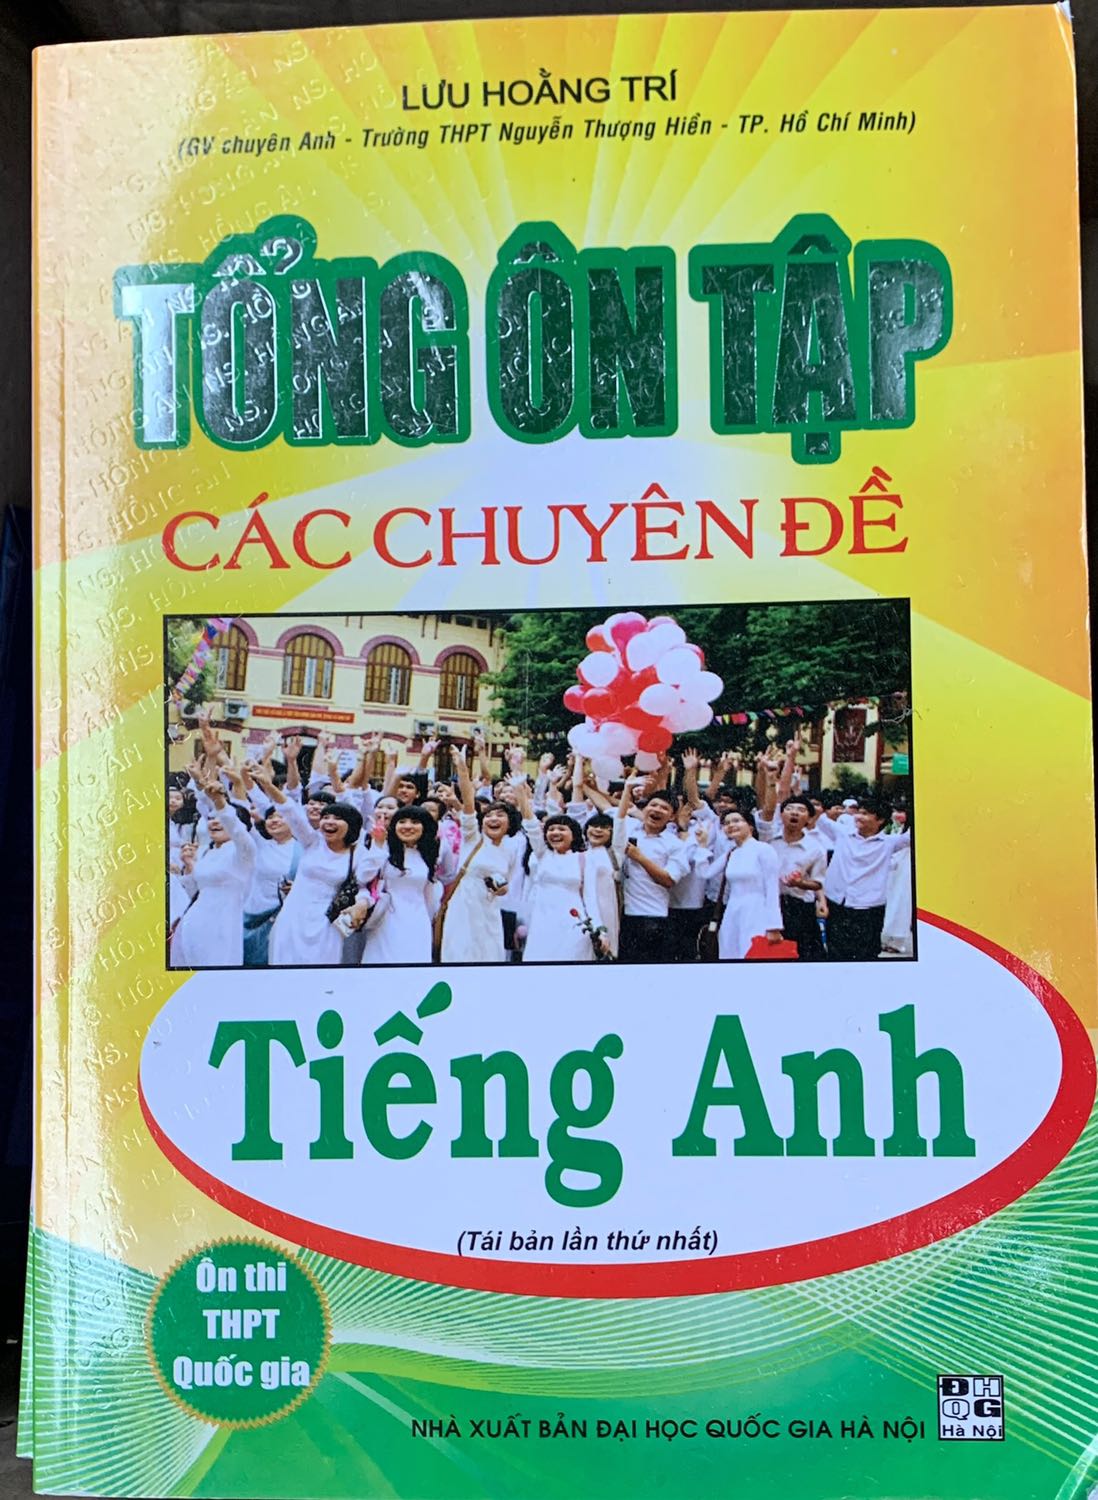 LƯU HOẰNG TRÍ
(GV chuyên Anh - Trường THPT Nguyễn Thượng Hiền - TP. Hồ Chí Minh)
TỔNG ÔN TẬP
CÁC CHUYÊN ĐỀ
Tiếng Anh
(Tái bản lần thứ nhất)
Ôn thi
THPT
Quốc gia
NHÀ XUẤT BẢN ĐẠI HỌC QUỐC GIA HÀ NỘI
ĐH
QG
Hà Nội